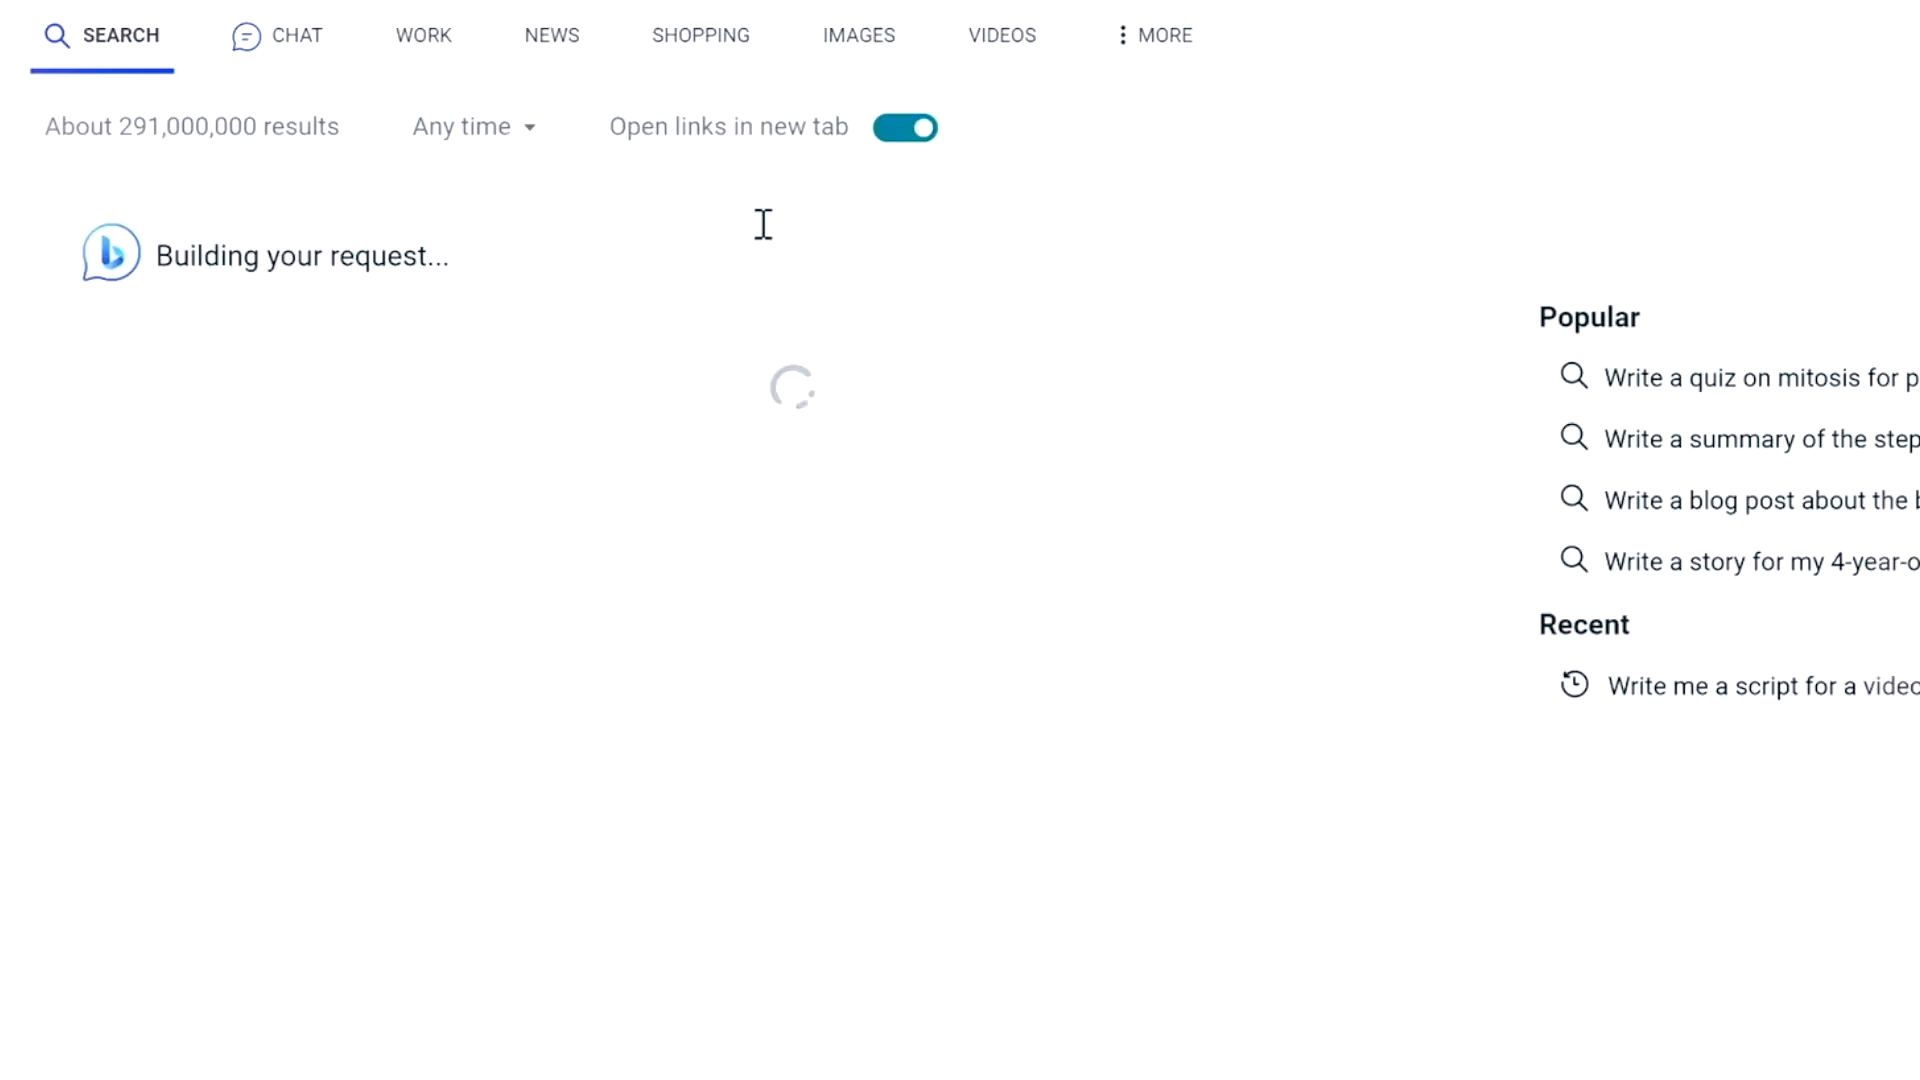 SEARCH CHAT WORK NEWS SHOPPING IMAGES VIDEOS MORE
About 291,000,000 results Any time Open links in new tab
Building your request...
Popular
Write a quiz on mitosis for p
Write a summary of the step
Write a blog post about the
Write a story for my 4-year-o
Recent
Write me a script for a video